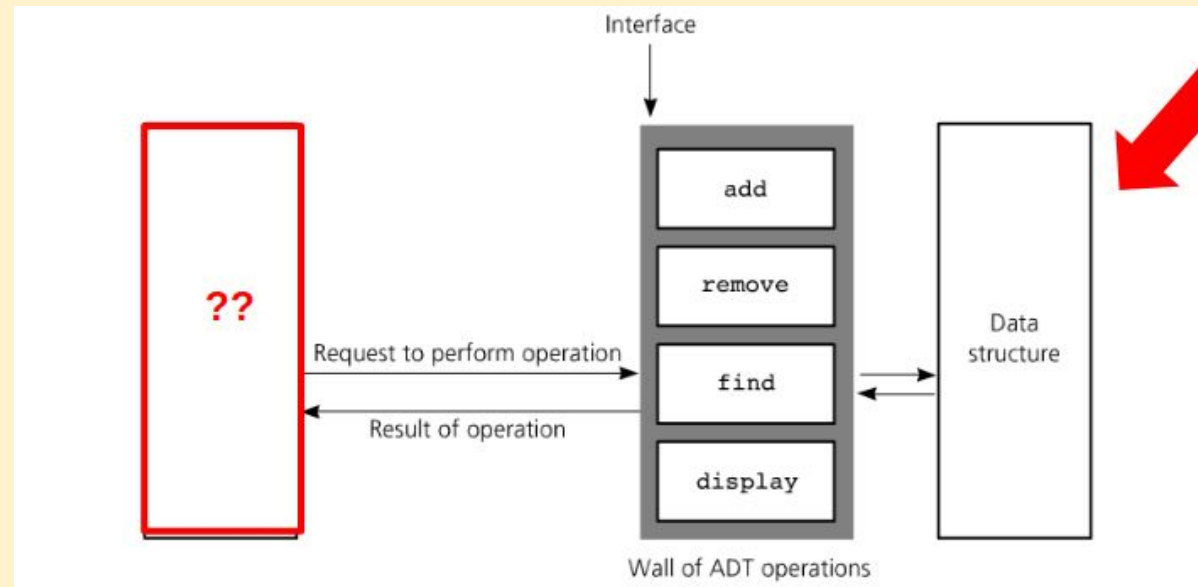 Interface
add
remove
find
display
??
Request to perform operation
Result of operation
Data
structure
Wall of ADT operations